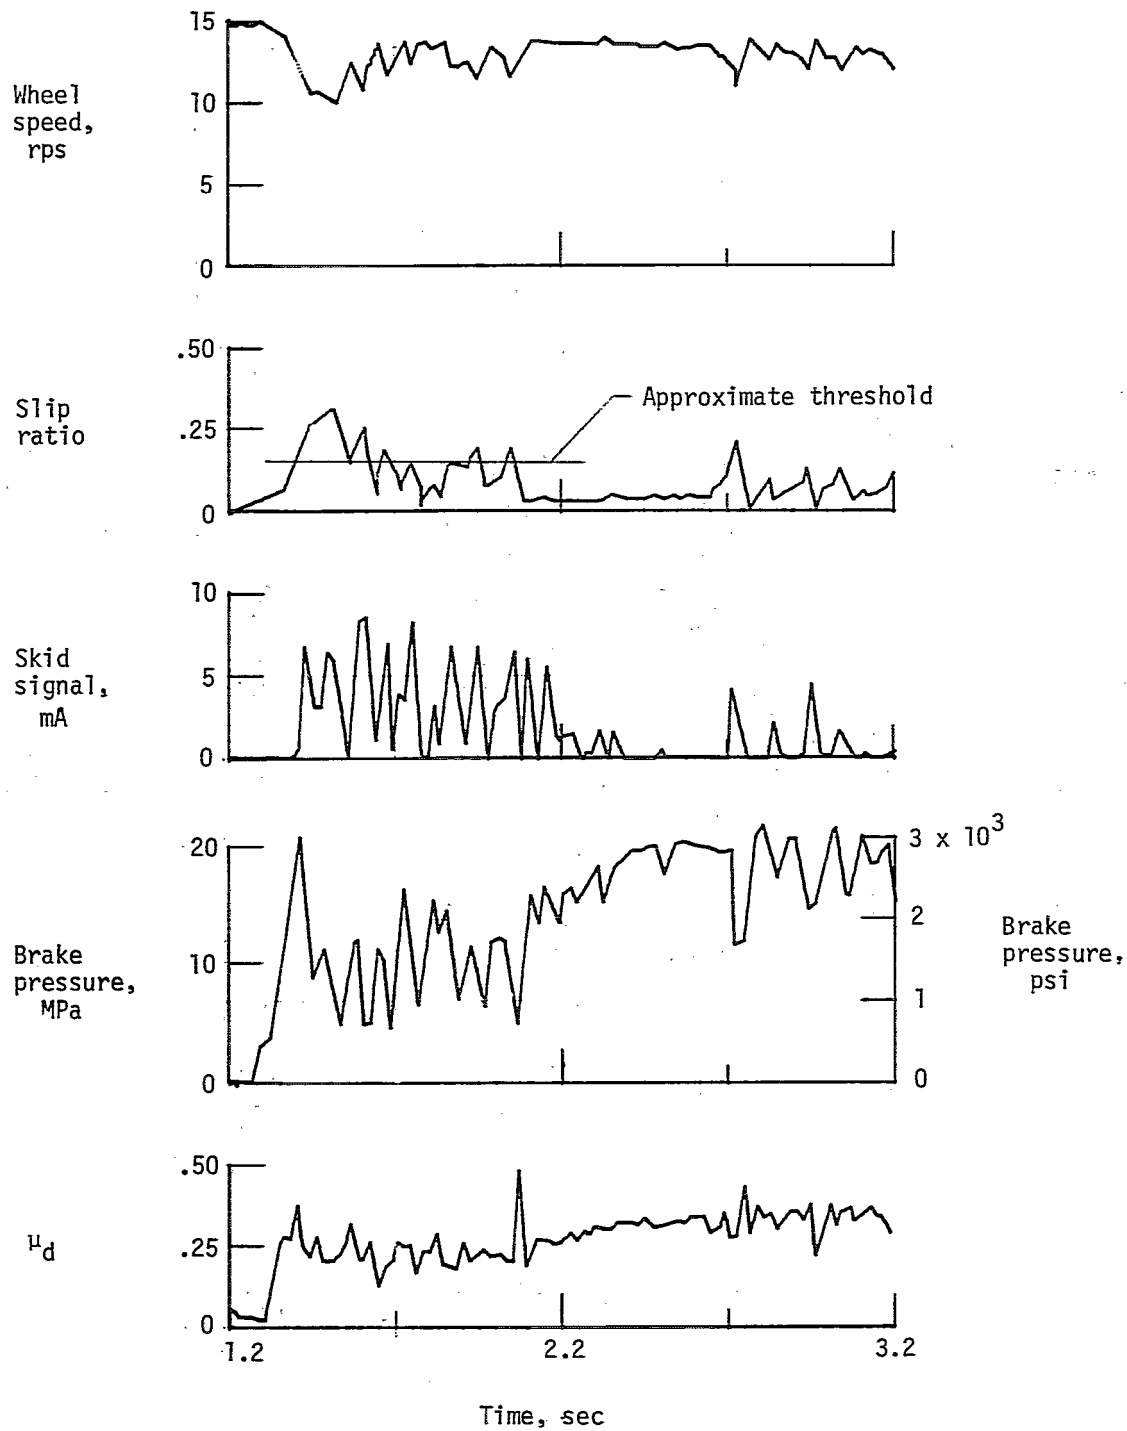 15
10
5
0
Wheel
speed,
rps
.50
.25
0
Slip
ratio
Approximate threshold
10
5
0
Skid
signal,
mA
20
10
0
Brake
pressure,
MPa
3 x 10³
2
1
0
Brake
pressure,
psi
.50
.25
0
μd
1.2
2.2
3.2
Time, sec